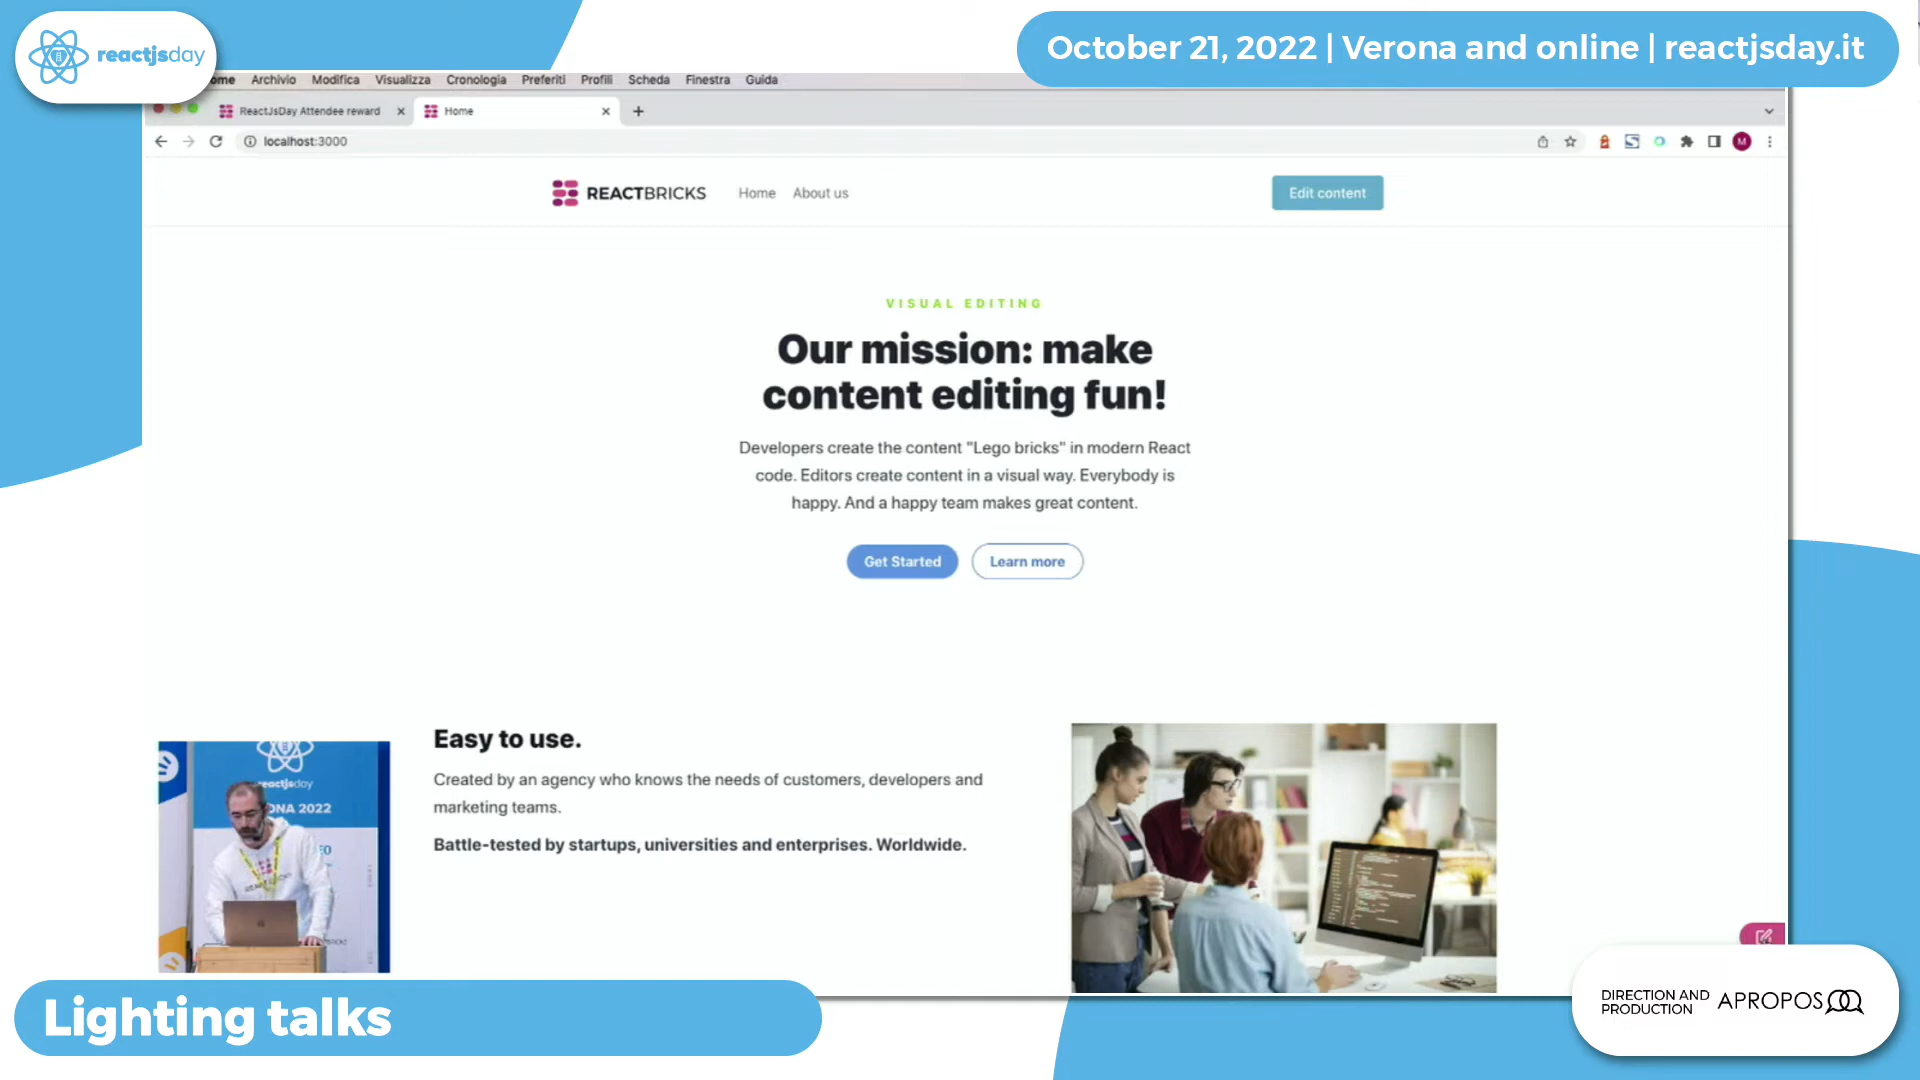 reactjsday
October 21, 2022 | Verona and online | reactjsday.it
ome Archivio Modifica Visualizza Cronologia Preferiti Profili Scheda Finestra Guida
ReactJsDay Attendee reward
Home
localhost:3000
M
REACTBRICKS
Home
About us
Edit content
VISUAL EDITING
Our mission: make
content editing fun!
Developers create the content "Lego bricks" in modern React
code. Editors create content in a visual way. Everybody is
happy. And a happy team makes great content.
Get Started
Learn more
Easy to use.
Created by an agency who knows the needs of customers, developers and
marketing teams.
Battle-tested by startups, universities and enterprises. Worldwide.
reactjsday
ONA 2022
Lighting talks
DIRECTION AND
PRODUCTION
APROPOS